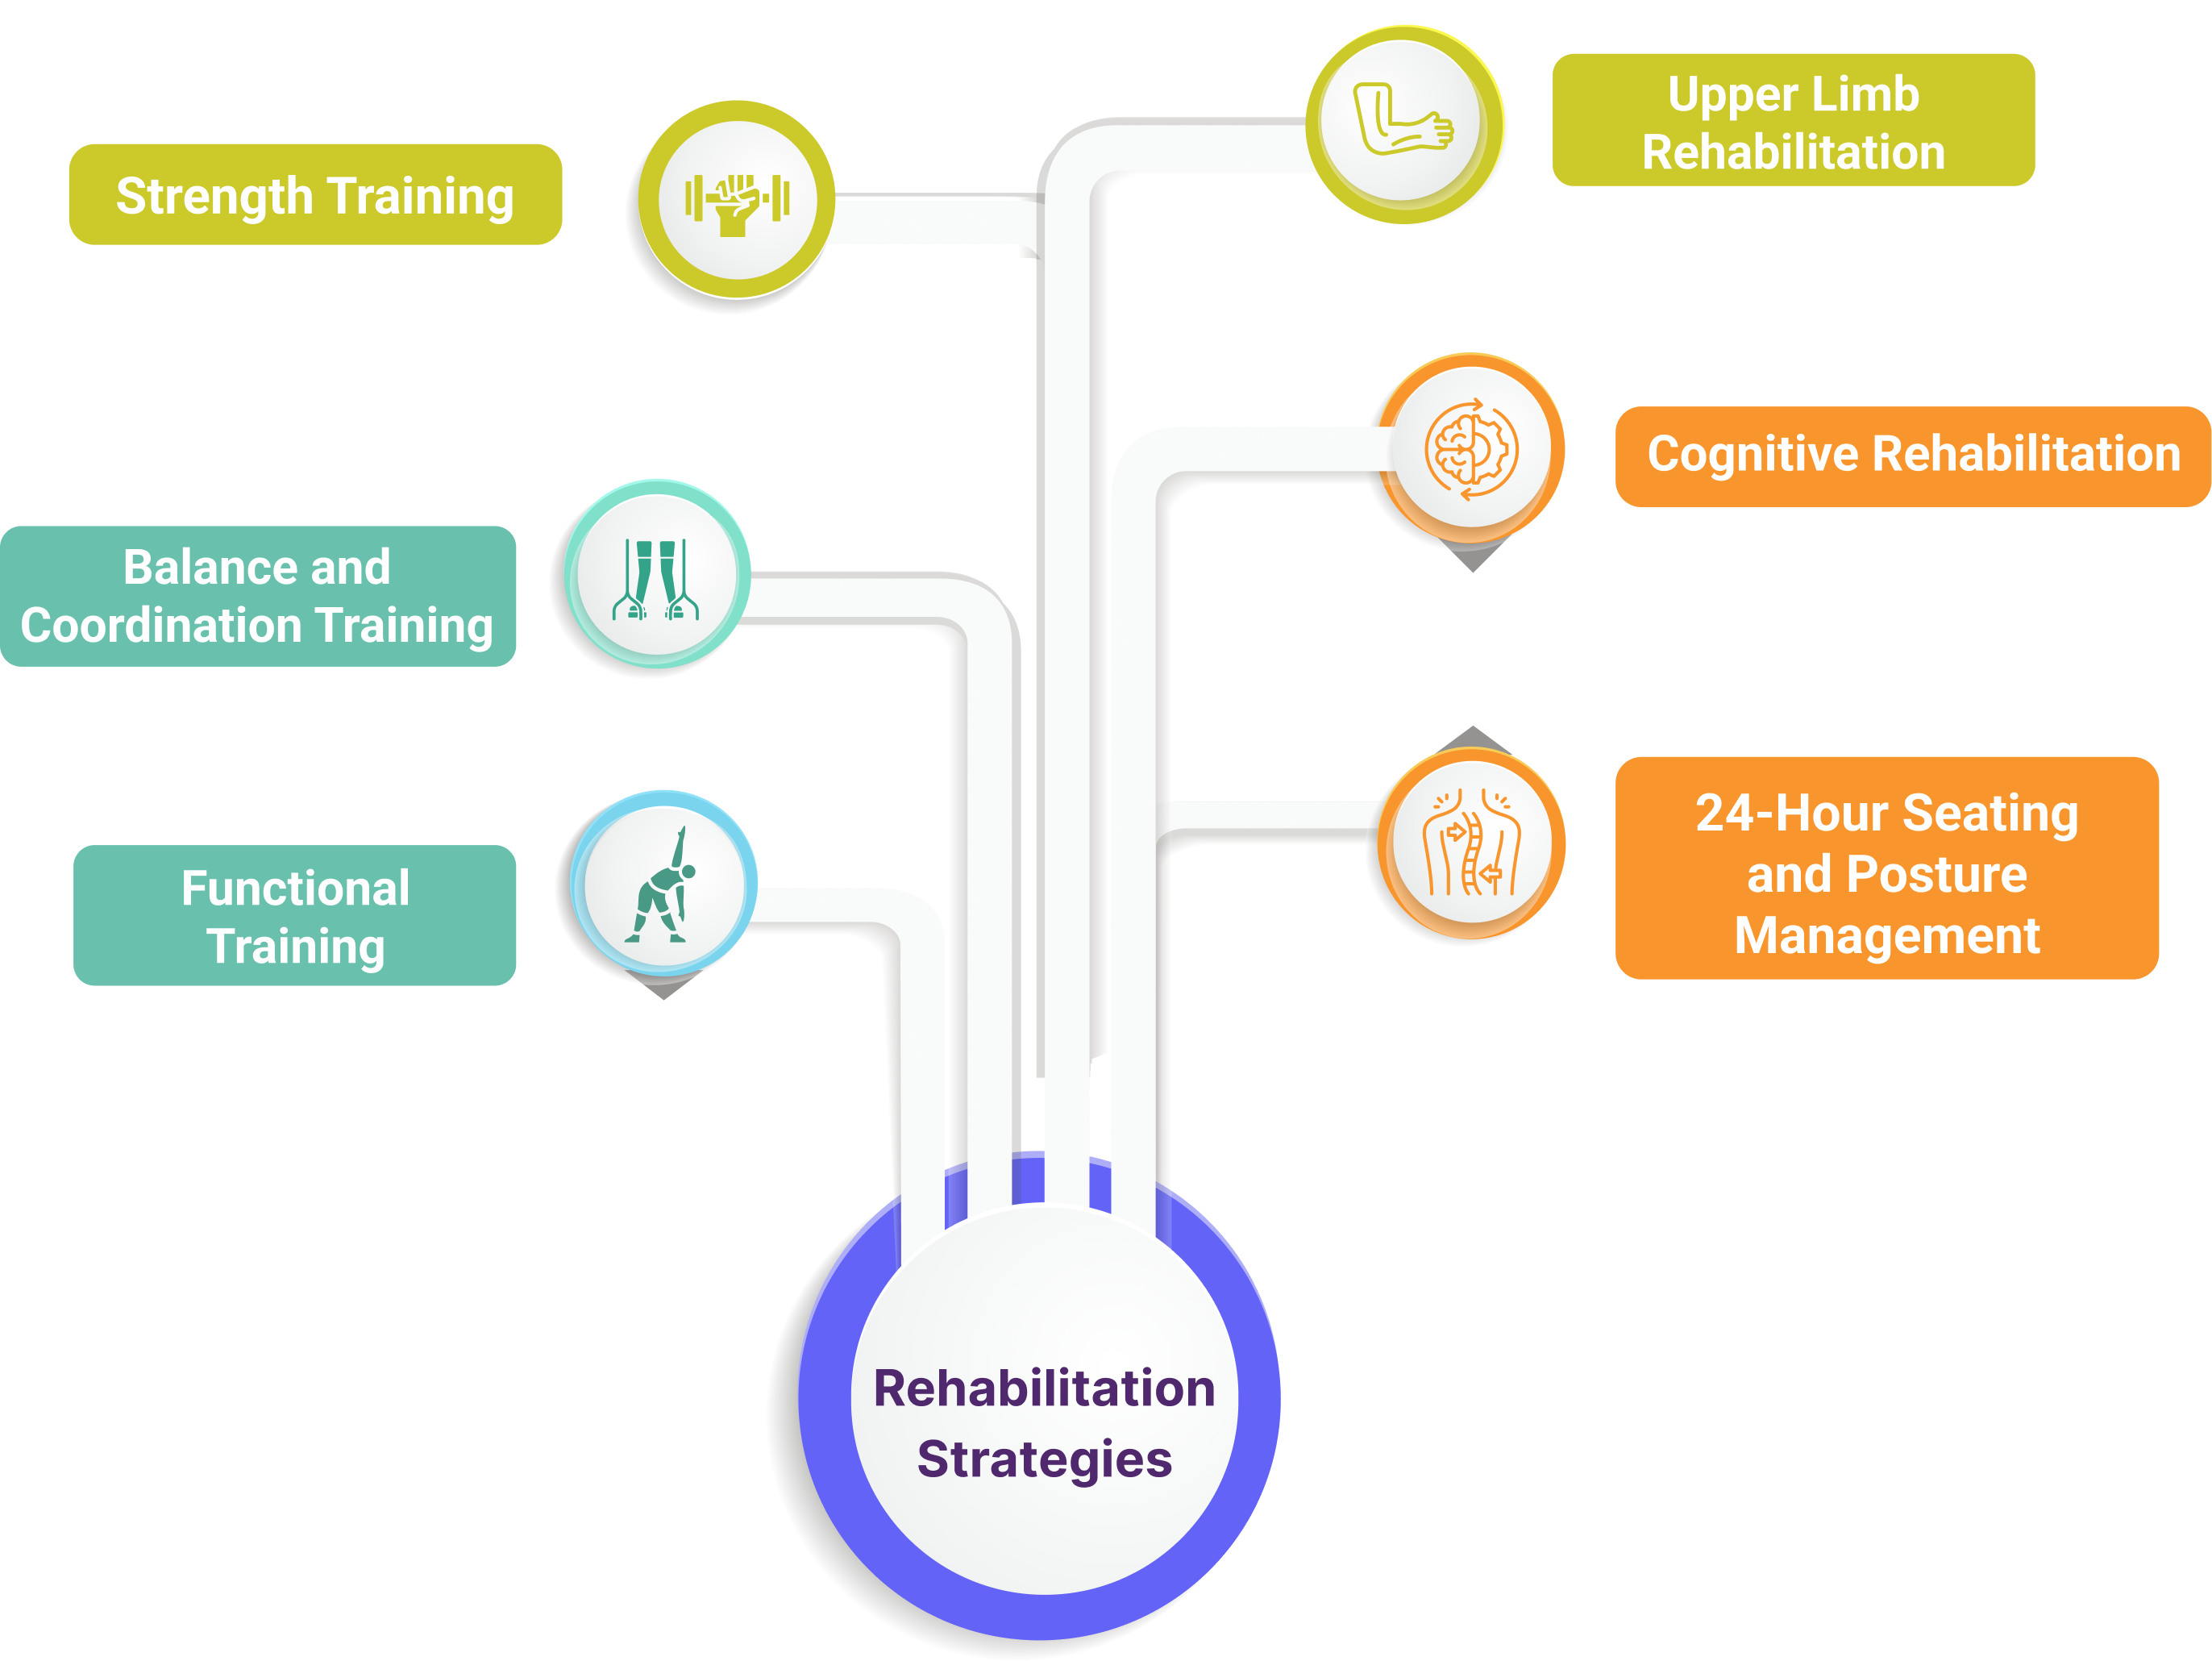 Strength Training
Upper Limb
Rehabilitation
Cognitive Rehabilitation
Balance and
Coordination Training
24-Hour Seating
and Posture
Management
Functional
Training
Rehabilitation
Strategies